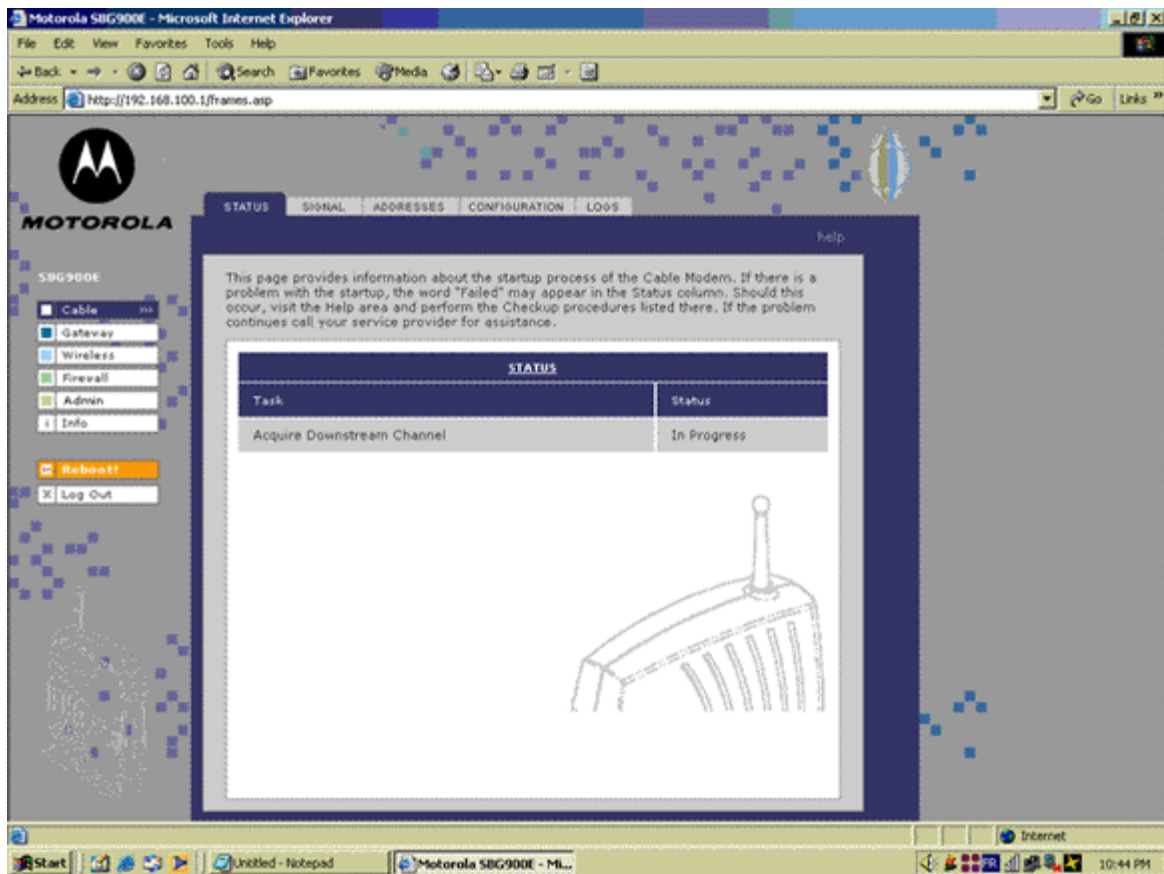 Motorola SBG900E - Microsoft Internet Explorer
File Edit View Favorites Tools Help
Back Search Favorites Media
Address http://192.168.100.1/frames.asp Go Links »
MOTOROLA
STATUS SIGNAL ADDRESSES CONFIGURATION LOGS
help
SBG900E
Cable >>>
Gateway
Wireless
Firewall
Admin
i Info
Reboot!
X Log Out
This page provides information about the startup process of the Cable Modem. If there is a
problem with the startup, the word "Failed" may appear in the Status column. Should this
occur, visit the Help area and perform the Checkup procedures listed there. If the problem
continues call your service provider for assistance.
STATUS
Task Status
Acquire Downstream Channel In Progress
Internet
Start Untitled - Notepad Motorola SBG900E - Mi... FR 10:44 PM